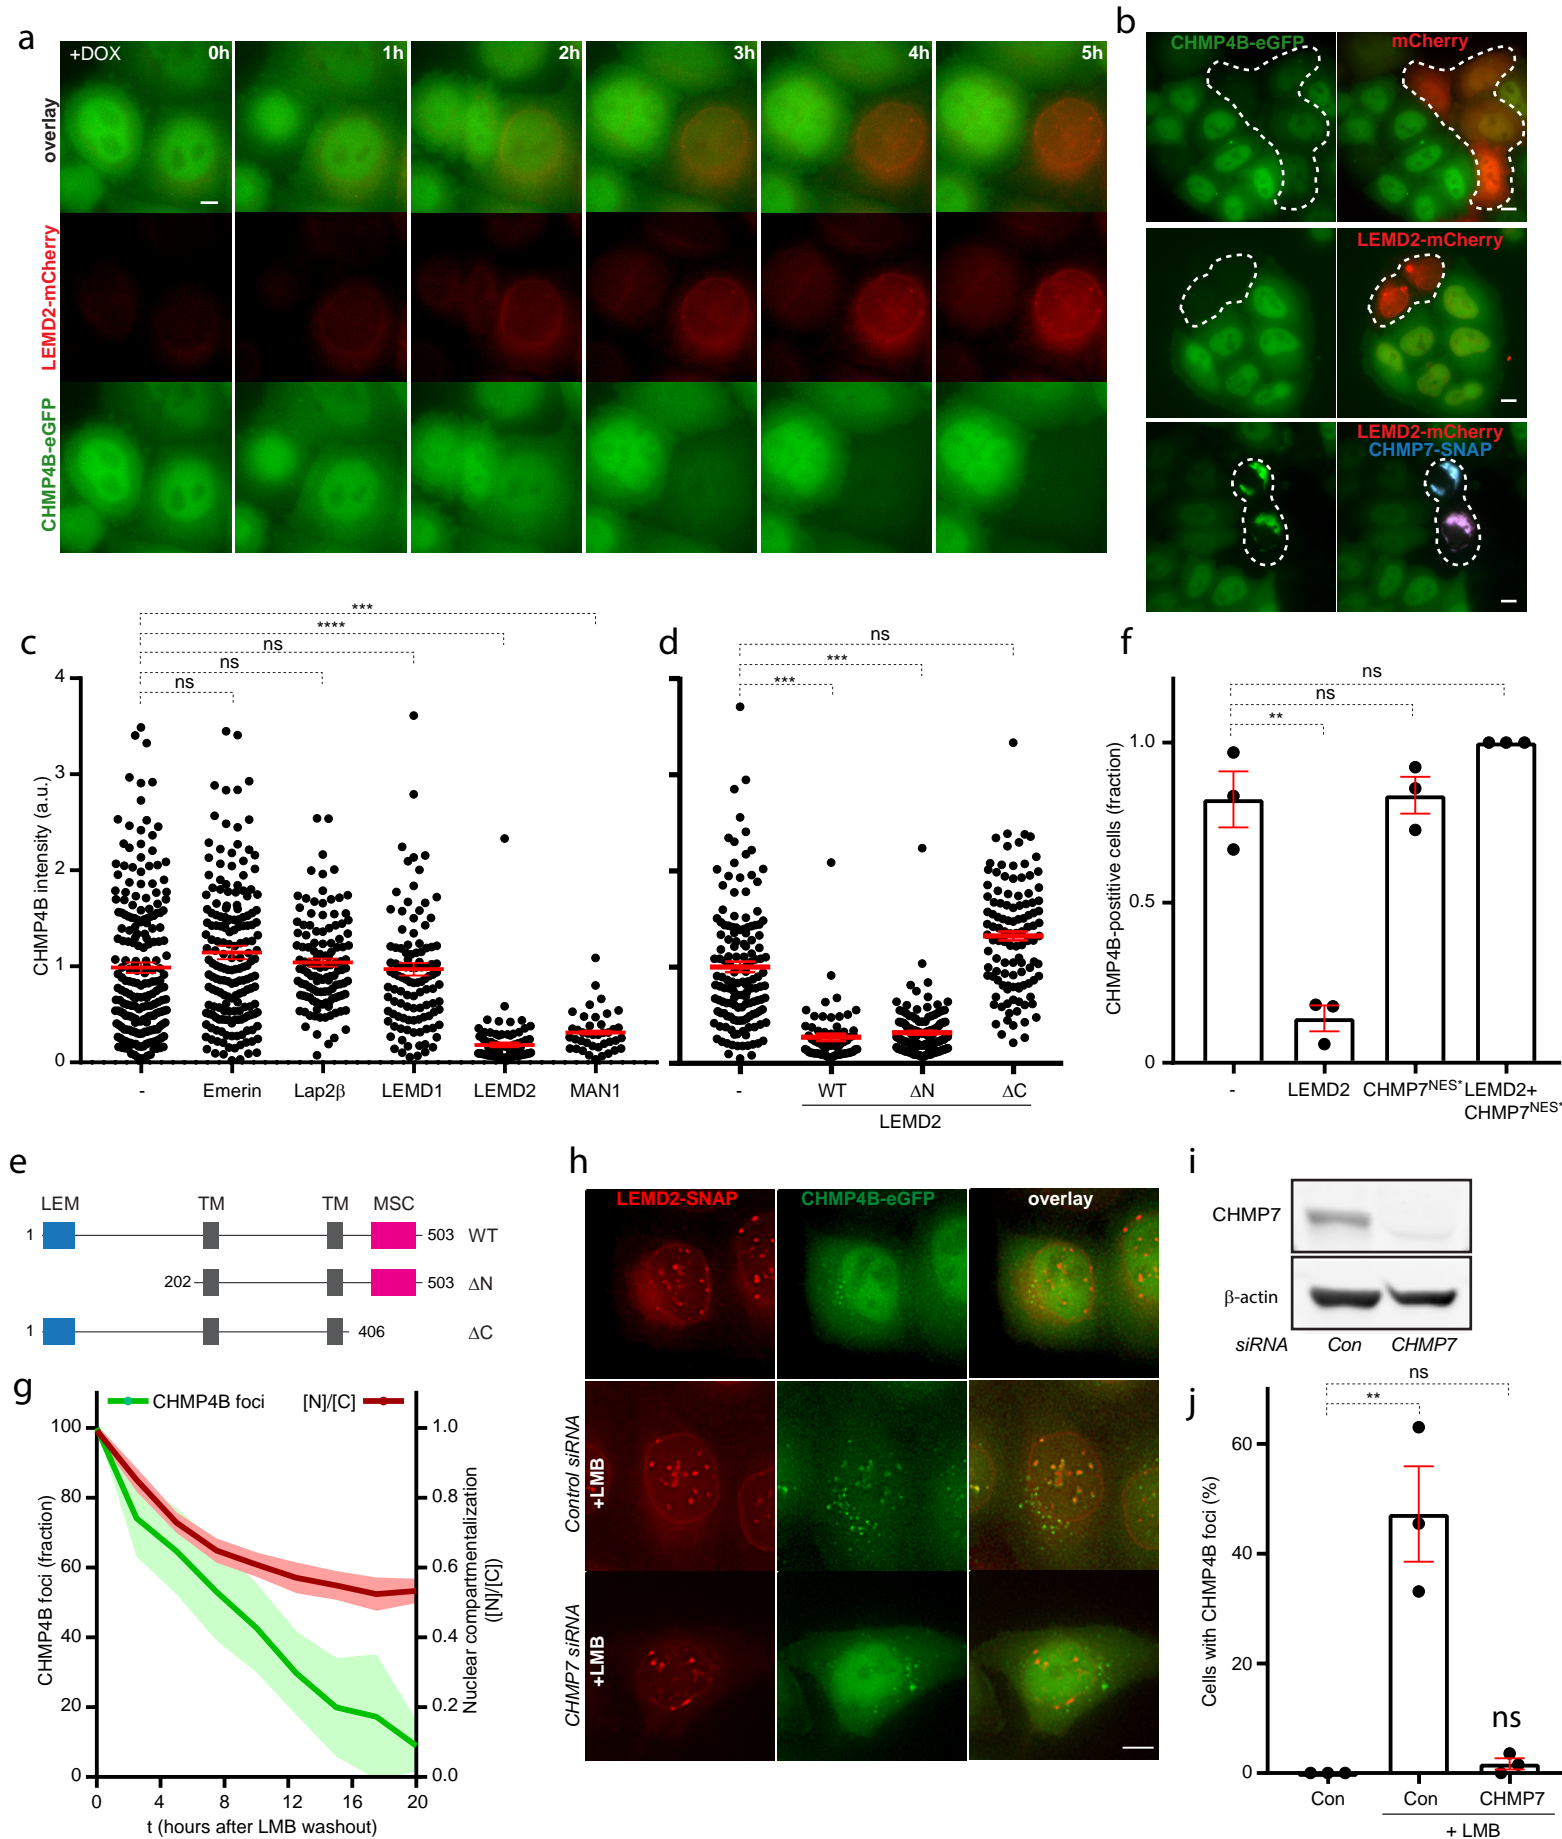 a
+DOX 0h 1h 2h 3h 4h 5h
overlay
LEMD2-mCherry
CHMP4B-eGFP
b
CHMP4B-eGFP mCherry
LEMD2-mCherry
LEMD2-mCherry
CHMP7-SNAP
c
***
****
ns
ns
ns
CHMP4B intensity (a.u.)
4
3
2
1
0
- Emerin Lap2β LEMD1 LEMD2 MAN1
d
ns
***
***
- WT ΔN ΔC
LEMD2
f
ns
ns
**
CHMP4B-postitive cells (fraction)
1.0
0.5
0
- LEMD2 CHMP7NES* LEMD2+
CHMP7NES*
e
LEM TM TM MSC
1 503 WT
202 503 ΔN
1 406 ΔC
g
CHMP4B foci [N]/[C]
CHMP4B foci (fraction)
100
80
60
40
20
0
1.0
0.8
0.6
0.4
0.2
0.0
Nuclear compartmentalization
([N]/[C])
0 4 8 12 16 20
t (hours after LMB washout)
h
LEMD2-SNAP CHMP4B-eGFP overlay
Control siRNA
+LMB
CHMP7 siRNA
+LMB
i
CHMP7
β-actin
siRNA Con CHMP7
j
ns
**
Cells with CHMP4B foci (%)
60
40
20
0
ns
Con Con CHMP7
+ LMB